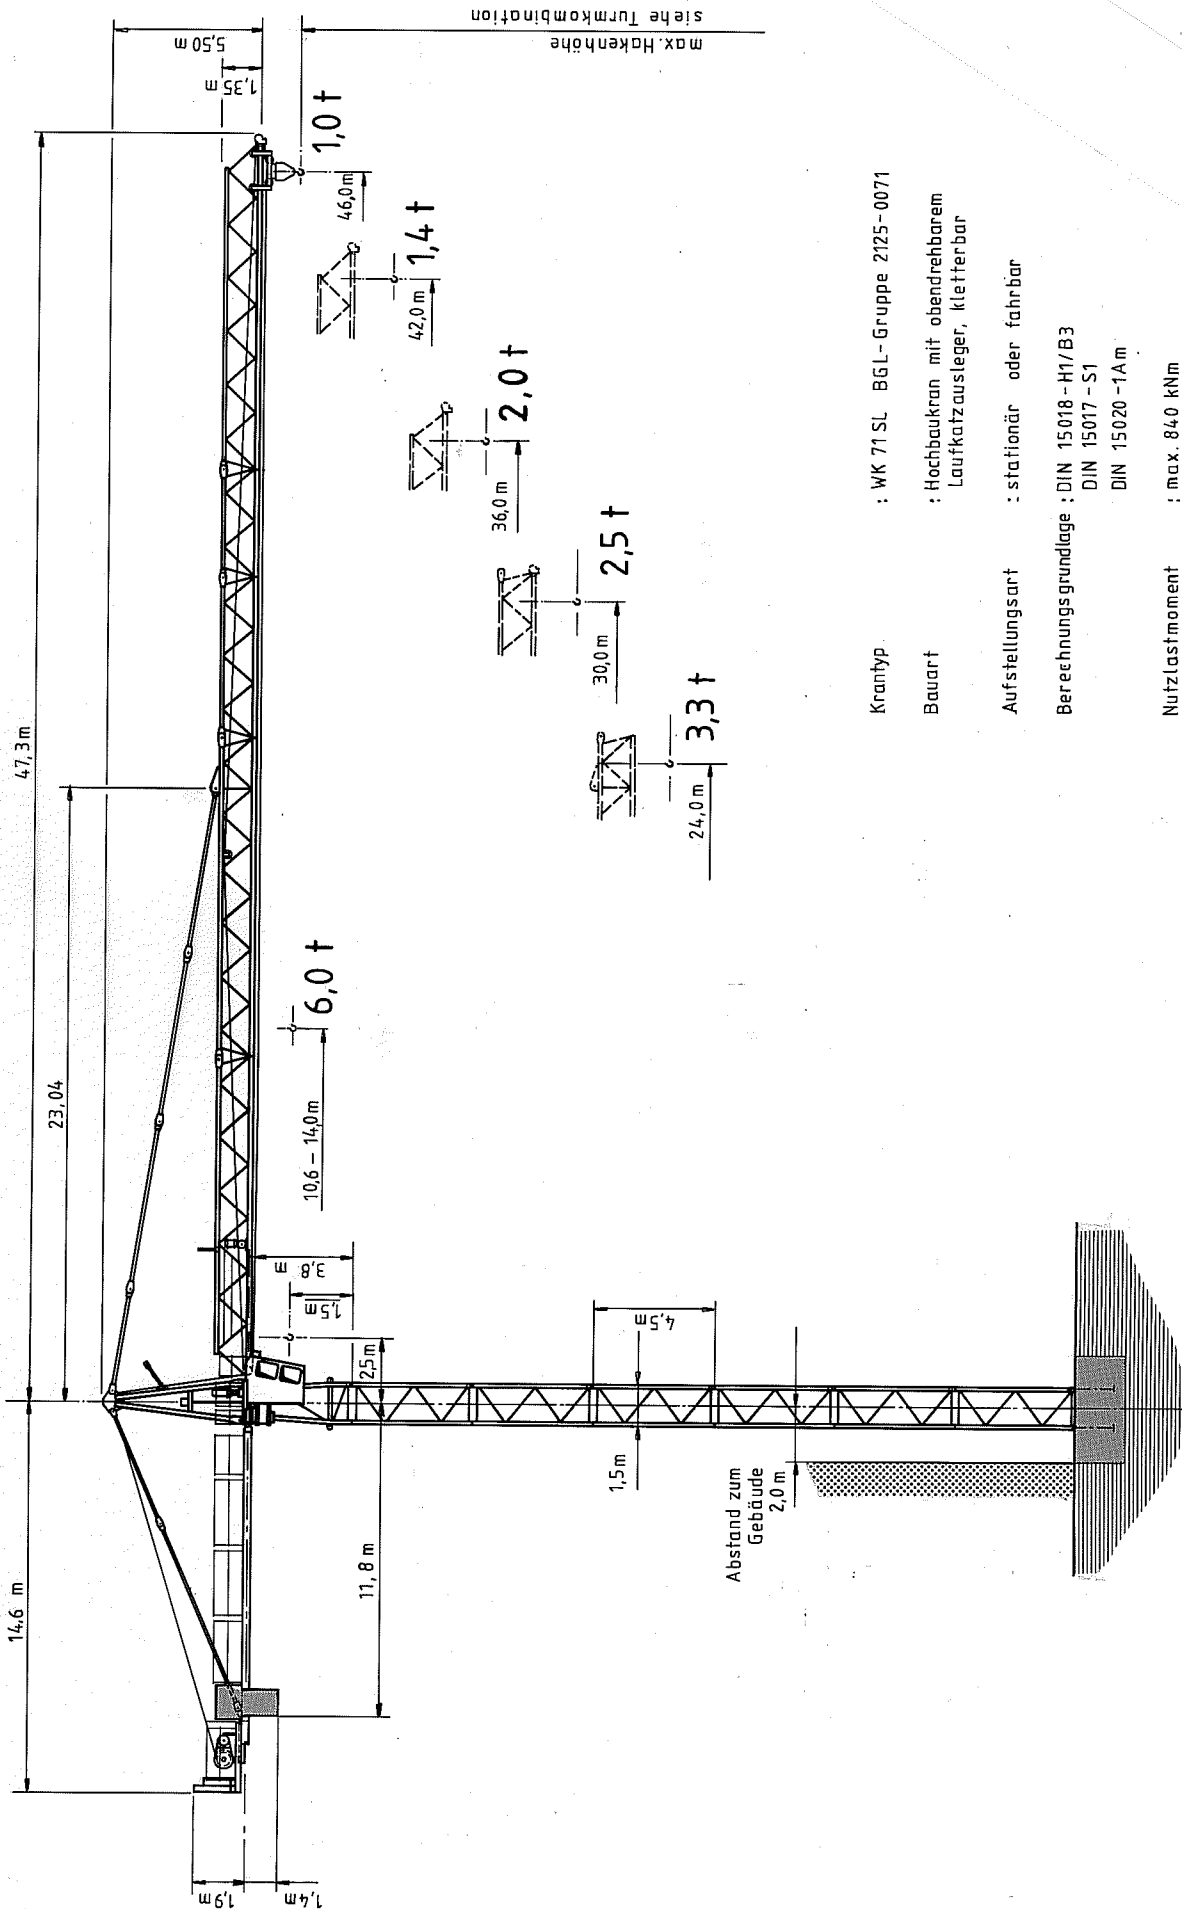 14,6 m
47,3 m
23,04
5,50 m
1,35 m
max. Hakenhöhe
siehe Turmkombination
1,9 m
1,4 m
11,8 m
2,5 m
1,5 m
3,8 m
10,6 - 14,0 m
6,0 t
46,0 m
1,0 t
42,0 m
1,4 t
36,0 m
2,0 t
30,0 m
2,5 t
24,0 m
3,3 t
1,5 m
4,5 m
Abstand zum
Gebäude
2,0 m
Krantyp : WK 71 SL BGL-Gruppe 2125-0071
Bauart : Hochbaukran mit obendrehbarem
Laufkatzausleger, kletterbar
Aufstellungsart : stationär oder fahrbar
Berechnungsgrundlage : DIN 15018-H1/B3
DIN 15017-S1
DIN 15020-1Am
Nutzlastmoment : max. 840 kNm